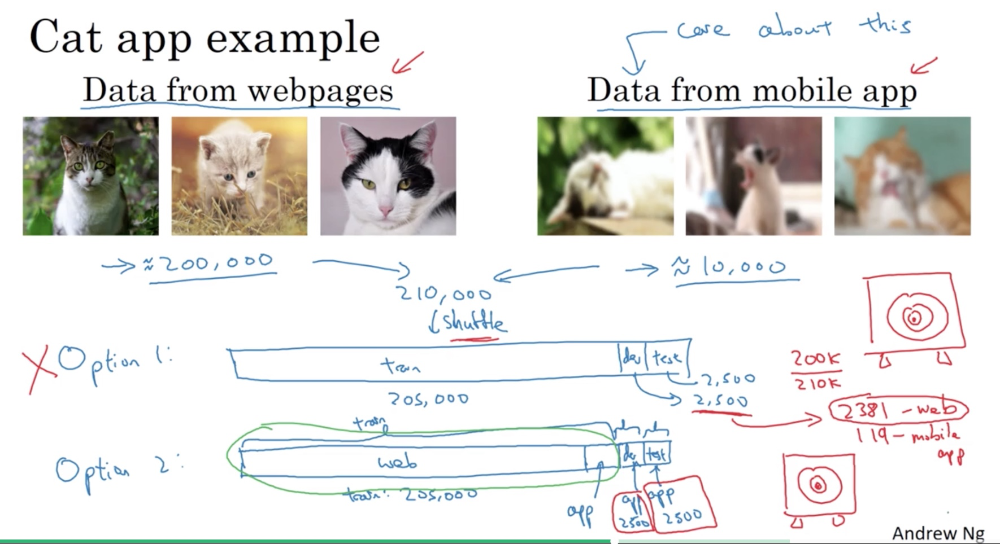 Cat app example
care about this
Data from webpages
Data from mobile app
→ ≈ 200,000
→ ≈ 10,000
210,000
shuffle
X Option 1:
train
dev
test
205,000
2,500
2,500
200K
210K
2381 - web
119 - mobile
app
Option 2:
train
web
dev
test
train: 205,000
app
app
2500
app
2500
Andrew Ng